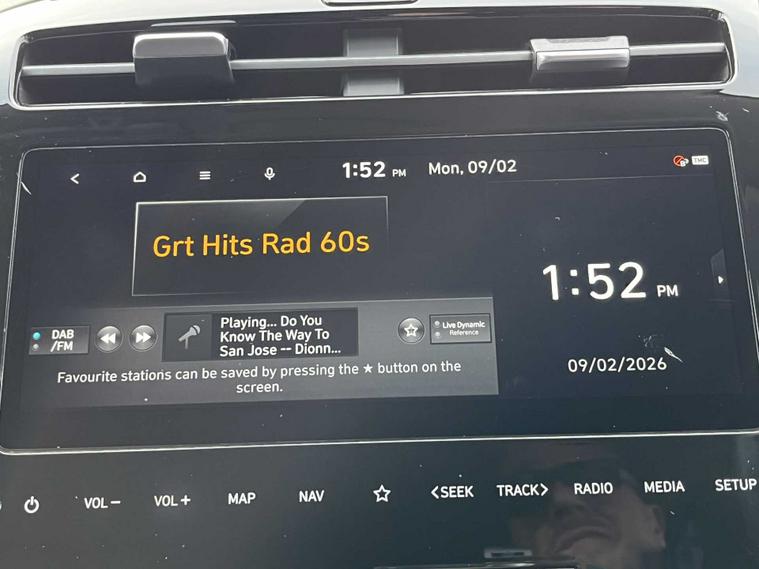 1:52 PM Mon, 09/02
TMC
Grt Hits Rad 60s
1:52 PM
09/02/2026
DAB
/FM
Playing... Do You
Know The Way To
San Jose -- Dionn...
Live Dynamic
Reference
Favourite stations can be saved by pressing the ★ button on the
screen.
VOL− VOL+ MAP NAV ☆ <SEEK TRACK> RADIO MEDIA SETUP